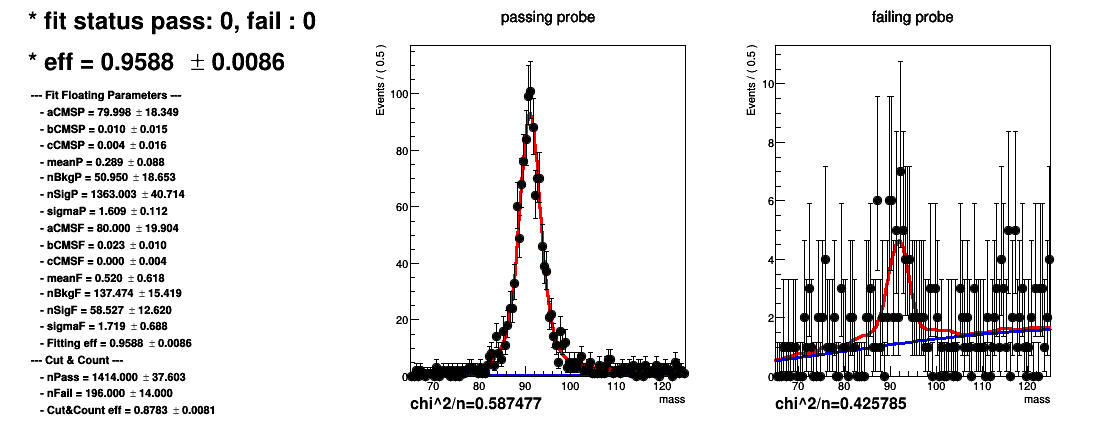 * fit status pass: 0, fail : 0
* eff = 0.9588 ± 0.0086
--- Fit Floating Parameters ---
- aCMSP = 79.998 ± 18.349
- bCMSP = 0.010 ± 0.015
- cCMSP = 0.004 ± 0.016
- meanP = 0.289 ± 0.088
- nBkgP = 50.950 ± 18.653
- nSigP = 1363.003 ± 40.714
- sigmaP = 1.609 ± 0.112
- aCMSF = 80.000 ± 19.904
- bCMSF = 0.023 ± 0.010
- cCMSF = 0.000 ± 0.004
- meanF = 0.520 ± 0.618
- nBkgF = 137.474 ± 15.419
- nSigF = 58.527 ± 12.620
- sigmaF = 1.719 ± 0.688
- Fitting eff = 0.9588 ± 0.0086
--- Cut & Count ---
- nPass = 1414.000 ± 37.603
- nFail = 196.000 ± 14.000
- Cut&Count eff = 0.8783 ± 0.0081
passing probe
Events / ( 0.5 )
100
80
60
40
20
0
70 80 90 100 110 120
mass
chi^2/n=0.587477
failing probe
Events / ( 0.5 )
10
8
6
4
2
0
70 80 90 100 110 120
mass
chi^2/n=0.425785